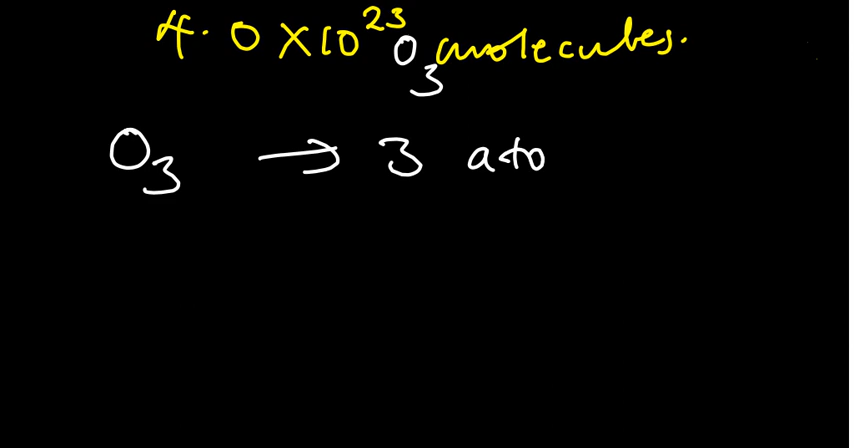 4.0 X 10²³ O₃ molecules.
O₃ → 3 ato